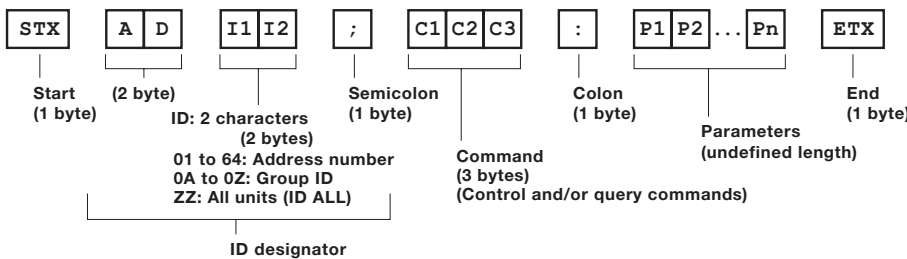 STX A D I1 I2 ; C1 C2 C3 : P1 P2 ... Pn ETX
Start
(1 byte)
(2 byte)
ID: 2 characters
(2 bytes)
01 to 64: Address number
0A to 0Z: Group ID
ZZ: All units (ID ALL)
ID designator
Semicolon
(1 byte)
Command
(3 bytes)
(Control and/or query commands)
Colon
(1 byte)
Parameters
(undefined length)
End
(1 byte)